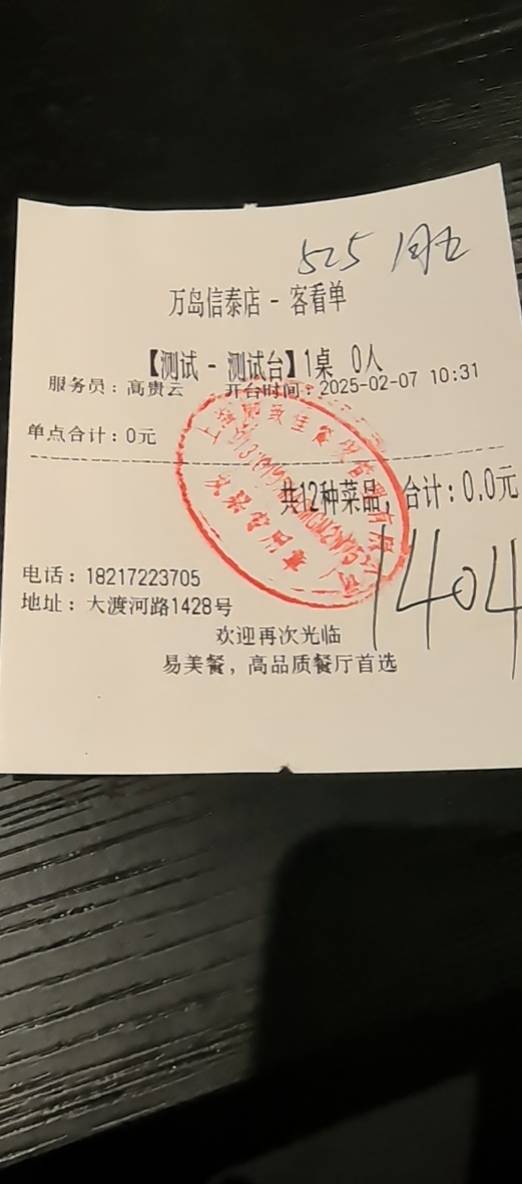 525 周五
万岛信泰店 - 客看单
【测试 - 测试台】1桌 0人
服务员：高贵云 开台时间：2025-02-07 10:31
单点合计：0元
共12种菜品，合计：0.0元
1404
电话：18217223705
地址：大渡河路1428号
欢迎再次光临
易美餐，高品质餐厅首选